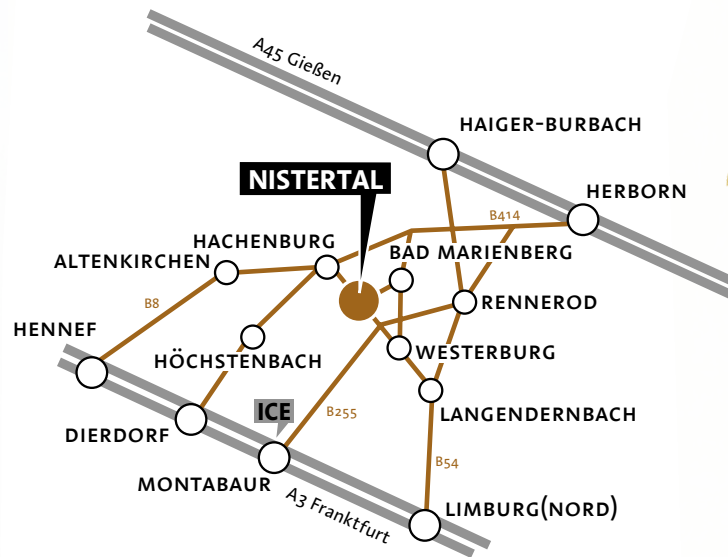 A45 Gießen
HAIGER-BURBACH
NISTERTAL
HERBORN
B414
HACHENBURG
BAD MARIENBERG
ALTENKIRCHEN
B8
RENNEROD
HENNEF
HÖCHSTENBACH
WESTERBURG
ICE
B255
LANGENDERNBACH
DIERDORF
B54
MONTABAUR
A3 Franktfurt
LIMBURG(NORD)